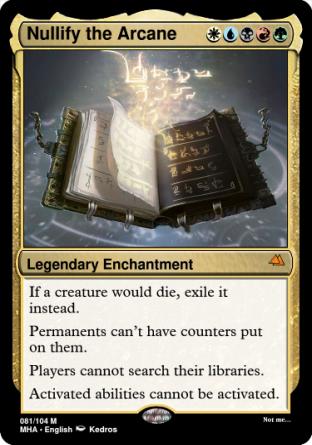 Nullify the Arcane
Legendary Enchantment
If a creature would die, exile it
instead.
Permanents can't have counters put
on them.
Players cannot search their libraries.
Activated abilities cannot be activated.
081/104 M
MHA • English Kedros
Not me...